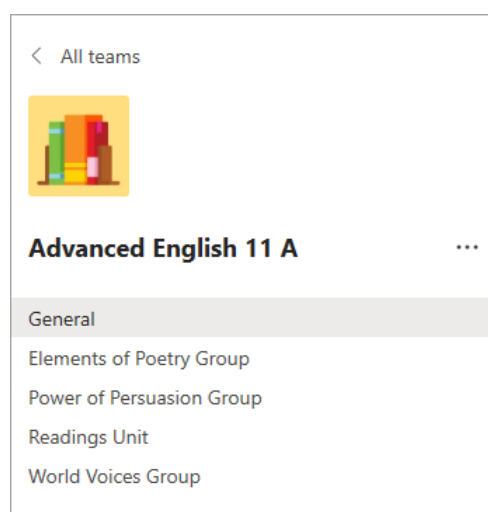 All teams
Advanced English 11 A
General
Elements of Poetry Group
Power of Persuasion Group
Readings Unit
World Voices Group